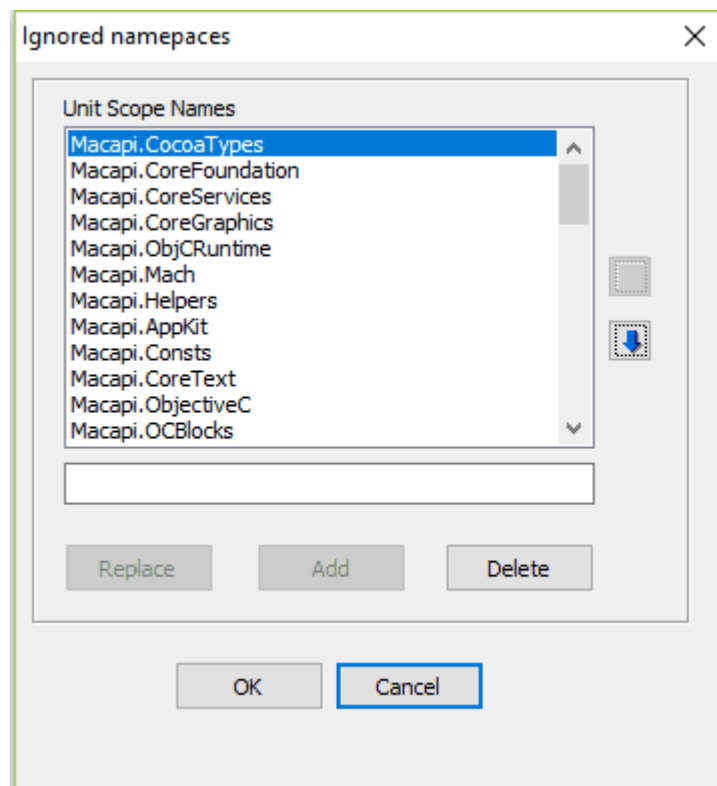 Ignored namepaces
Unit Scope Names
Macapi.CocoaTypes
Macapi.CoreFoundation
Macapi.CoreServices
Macapi.CoreGraphics
Macapi.ObjCRuntime
Macapi.Mach
Macapi.Helpers
Macapi.AppKit
Macapi.Consts
Macapi.CoreText
Macapi.ObjectiveC
Macapi.OCBlocks
Replace Add Delete
OK Cancel